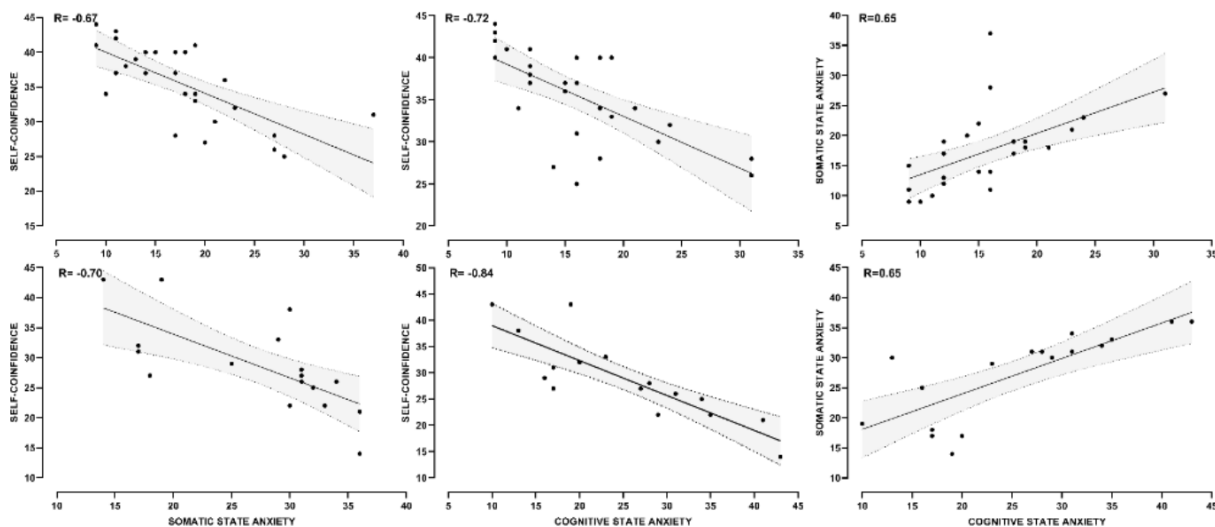 R= -0.67
45
40
35
30
25
20
15
SELF-COINFIDENCE
5 10 15 20 25 30 35 40
R= -0.72
45
40
35
30
25
20
SELF-COINFIDENCE
5 10 15 20 25 30 35
R=0.65
40
35
30
25
20
15
10
5
SOMATIC STATE ANXIETY
5 10 15 20 25 30 35
R= -0.70
45
40
35
30
25
20
15
10
SELF-COINFIDENCE
10 15 20 25 30 35 40
SOMATIC STATE ANXIETY
R= -0.84
50
45
40
35
30
25
20
15
10
SELF-COINFIDENCE
5 10 15 20 25 30 35 40 45
COGNITIVE STATE ANXIETY
R=0.65
45
40
35
30
25
20
15
10
SOMATIC STATE ANXIETY
10 15 20 25 30 35 40 45
COGNITIVE STATE ANXIETY